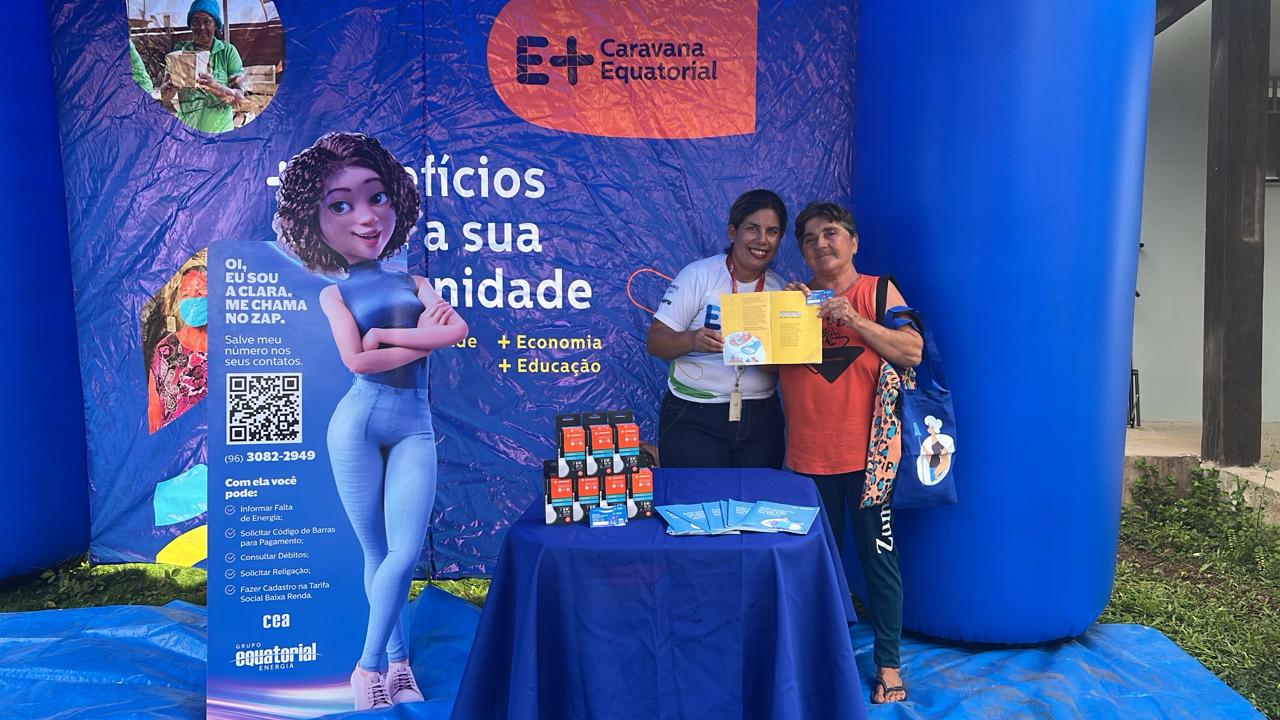 E+ Caravana
Equatorial
fícios
a sua
nidade
de + Economia
+ Educação
OI,
EU SOU
A CLARA.
ME CHAMA
NO ZAP.
Salve meu
número nos
seus contatos.
(96) 3082-2949
Com ela você
pode:
Informar Falta
de Energia;
Solicitar Código de Barras
para Pagamento;
Consultar Débitos;
Solicitar Religação;
Fazer Cadastro na Tarifa
Social Baixa Renda.
cea
GRUPO
equatorial
ENERGIA
E
Zum